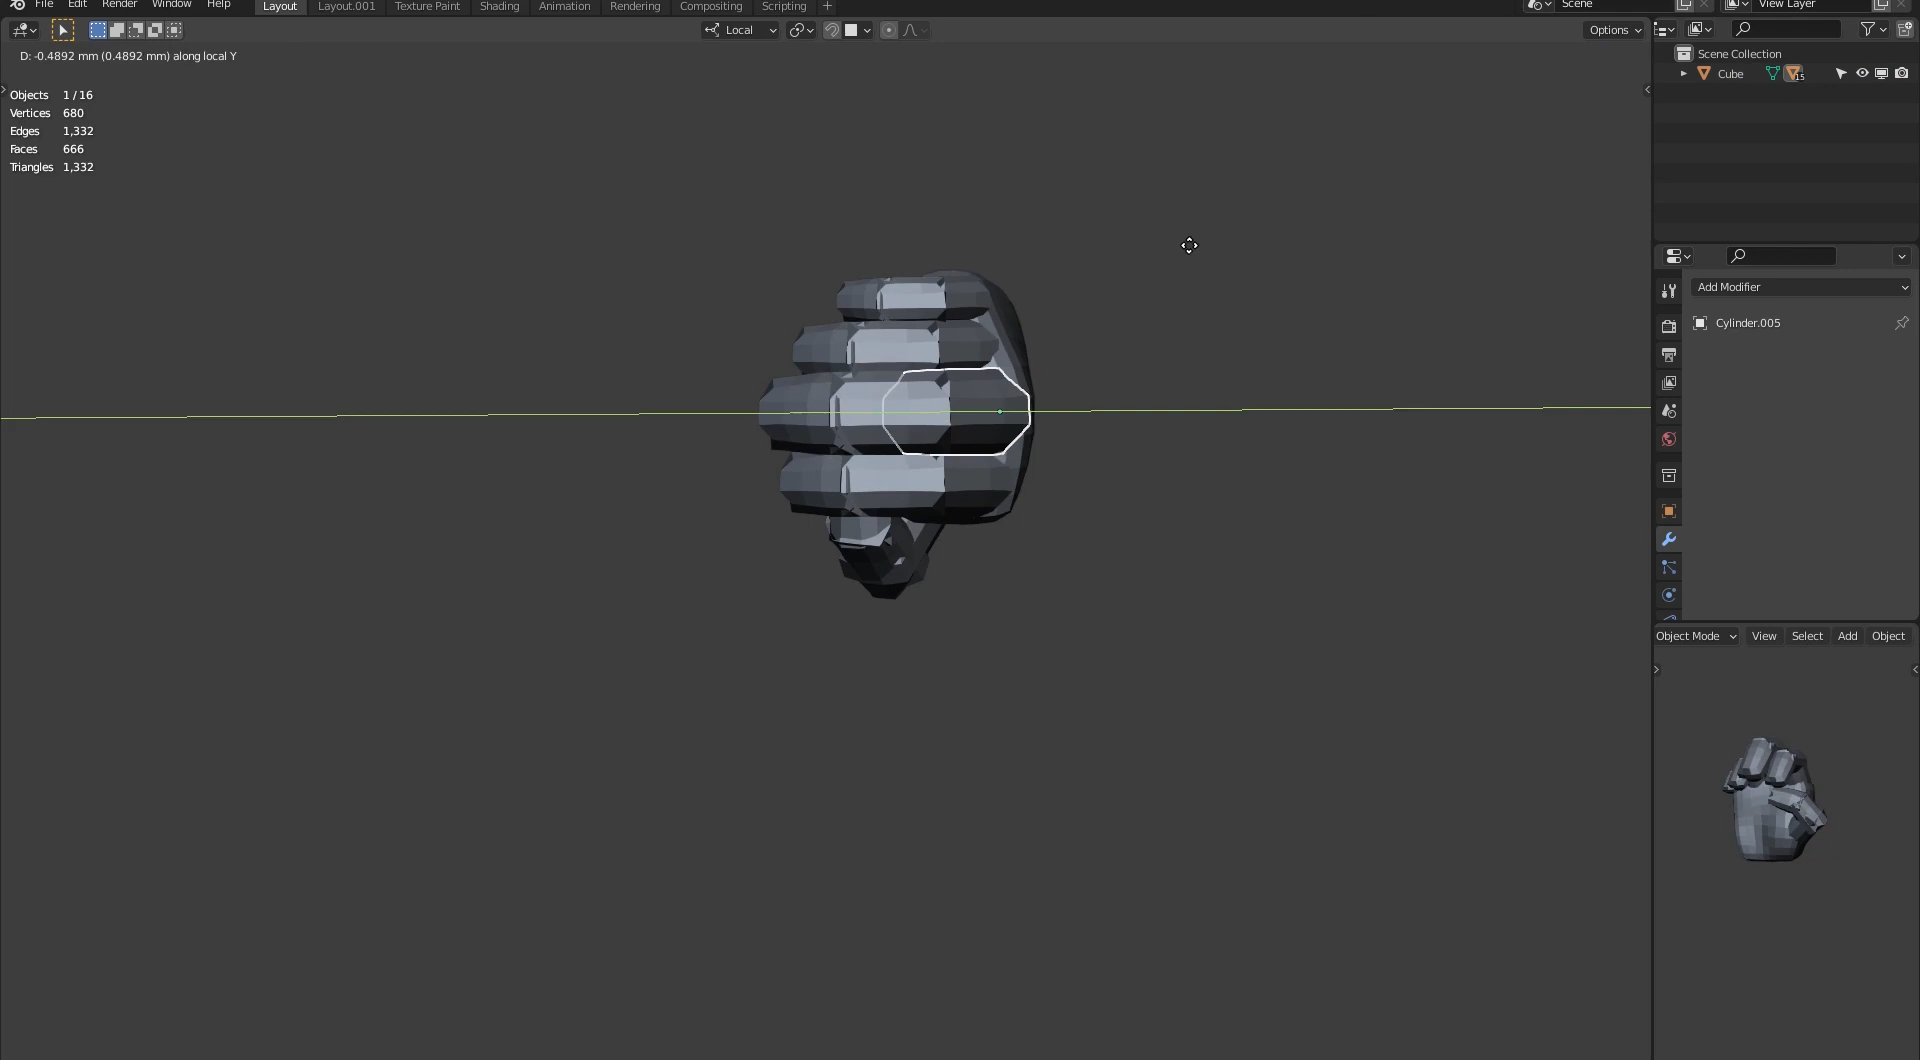 File Edit Render Window Help Layout Layout.001 Texture Paint Shading Animation Rendering Compositing Scripting + Scene View Layer
Local Options
D: -0.4892 mm (0.4892 mm) along local Y
Scene Collection
Cube 15
Objects 1 / 16
Vertices 680
Edges 1,332
Faces 666
Triangles 1,332
Add Modifier
Cylinder.005
Object Mode View Select Add Object